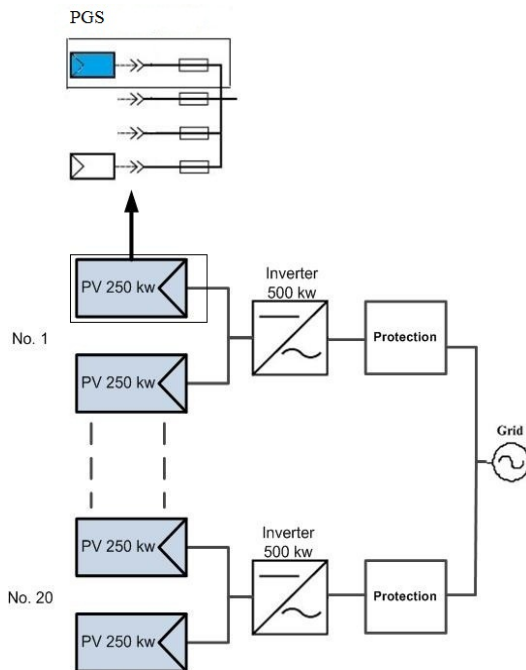 PGS
PV 250 kw
Inverter
500 kw
Protection
No. 1
PV 250 kw
Grid
PV 250 kw
Inverter
500 kw
Protection
No. 20
PV 250 kw